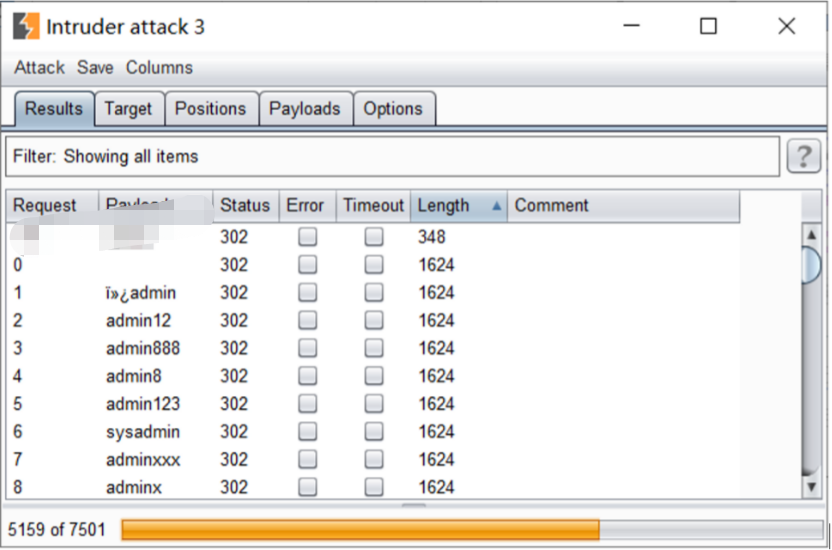 Intruder attack 3
Attack Save Columns
Results Target Positions Payloads Options
Filter: Showing all items
?
Request Status Error Timeout Length Comment
302 348
0 302 1624
1 ï»¿admin 302 1624
2 admin12 302 1624
3 admin888 302 1624
4 admin8 302 1624
5 admin123 302 1624
6 sysadmin 302 1624
7 adminxxx 302 1624
8 adminx 302 1624
5159 of 7501